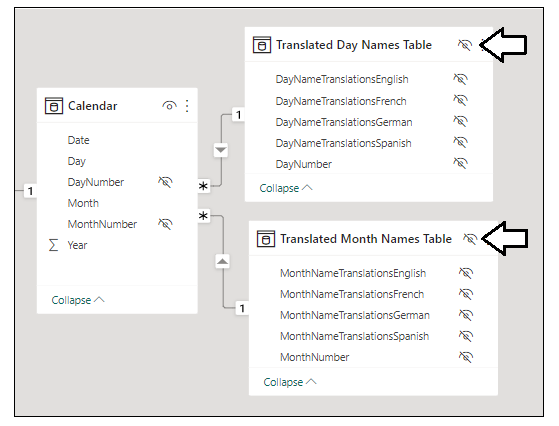 Calendar
Date
Day
DayNumber
Month
MonthNumber
Σ Year
Collapse
1
*
*
1
1
Translated Day Names Table
DayNameTranslationsEnglish
DayNameTranslationsFrench
DayNameTranslationsGerman
DayNameTranslationsSpanish
DayNumber
Collapse
Translated Month Names Table
MonthNameTranslationsEnglish
MonthNameTranslationsFrench
MonthNameTranslationsGerman
MonthNameTranslationsSpanish
MonthNumber
Collapse